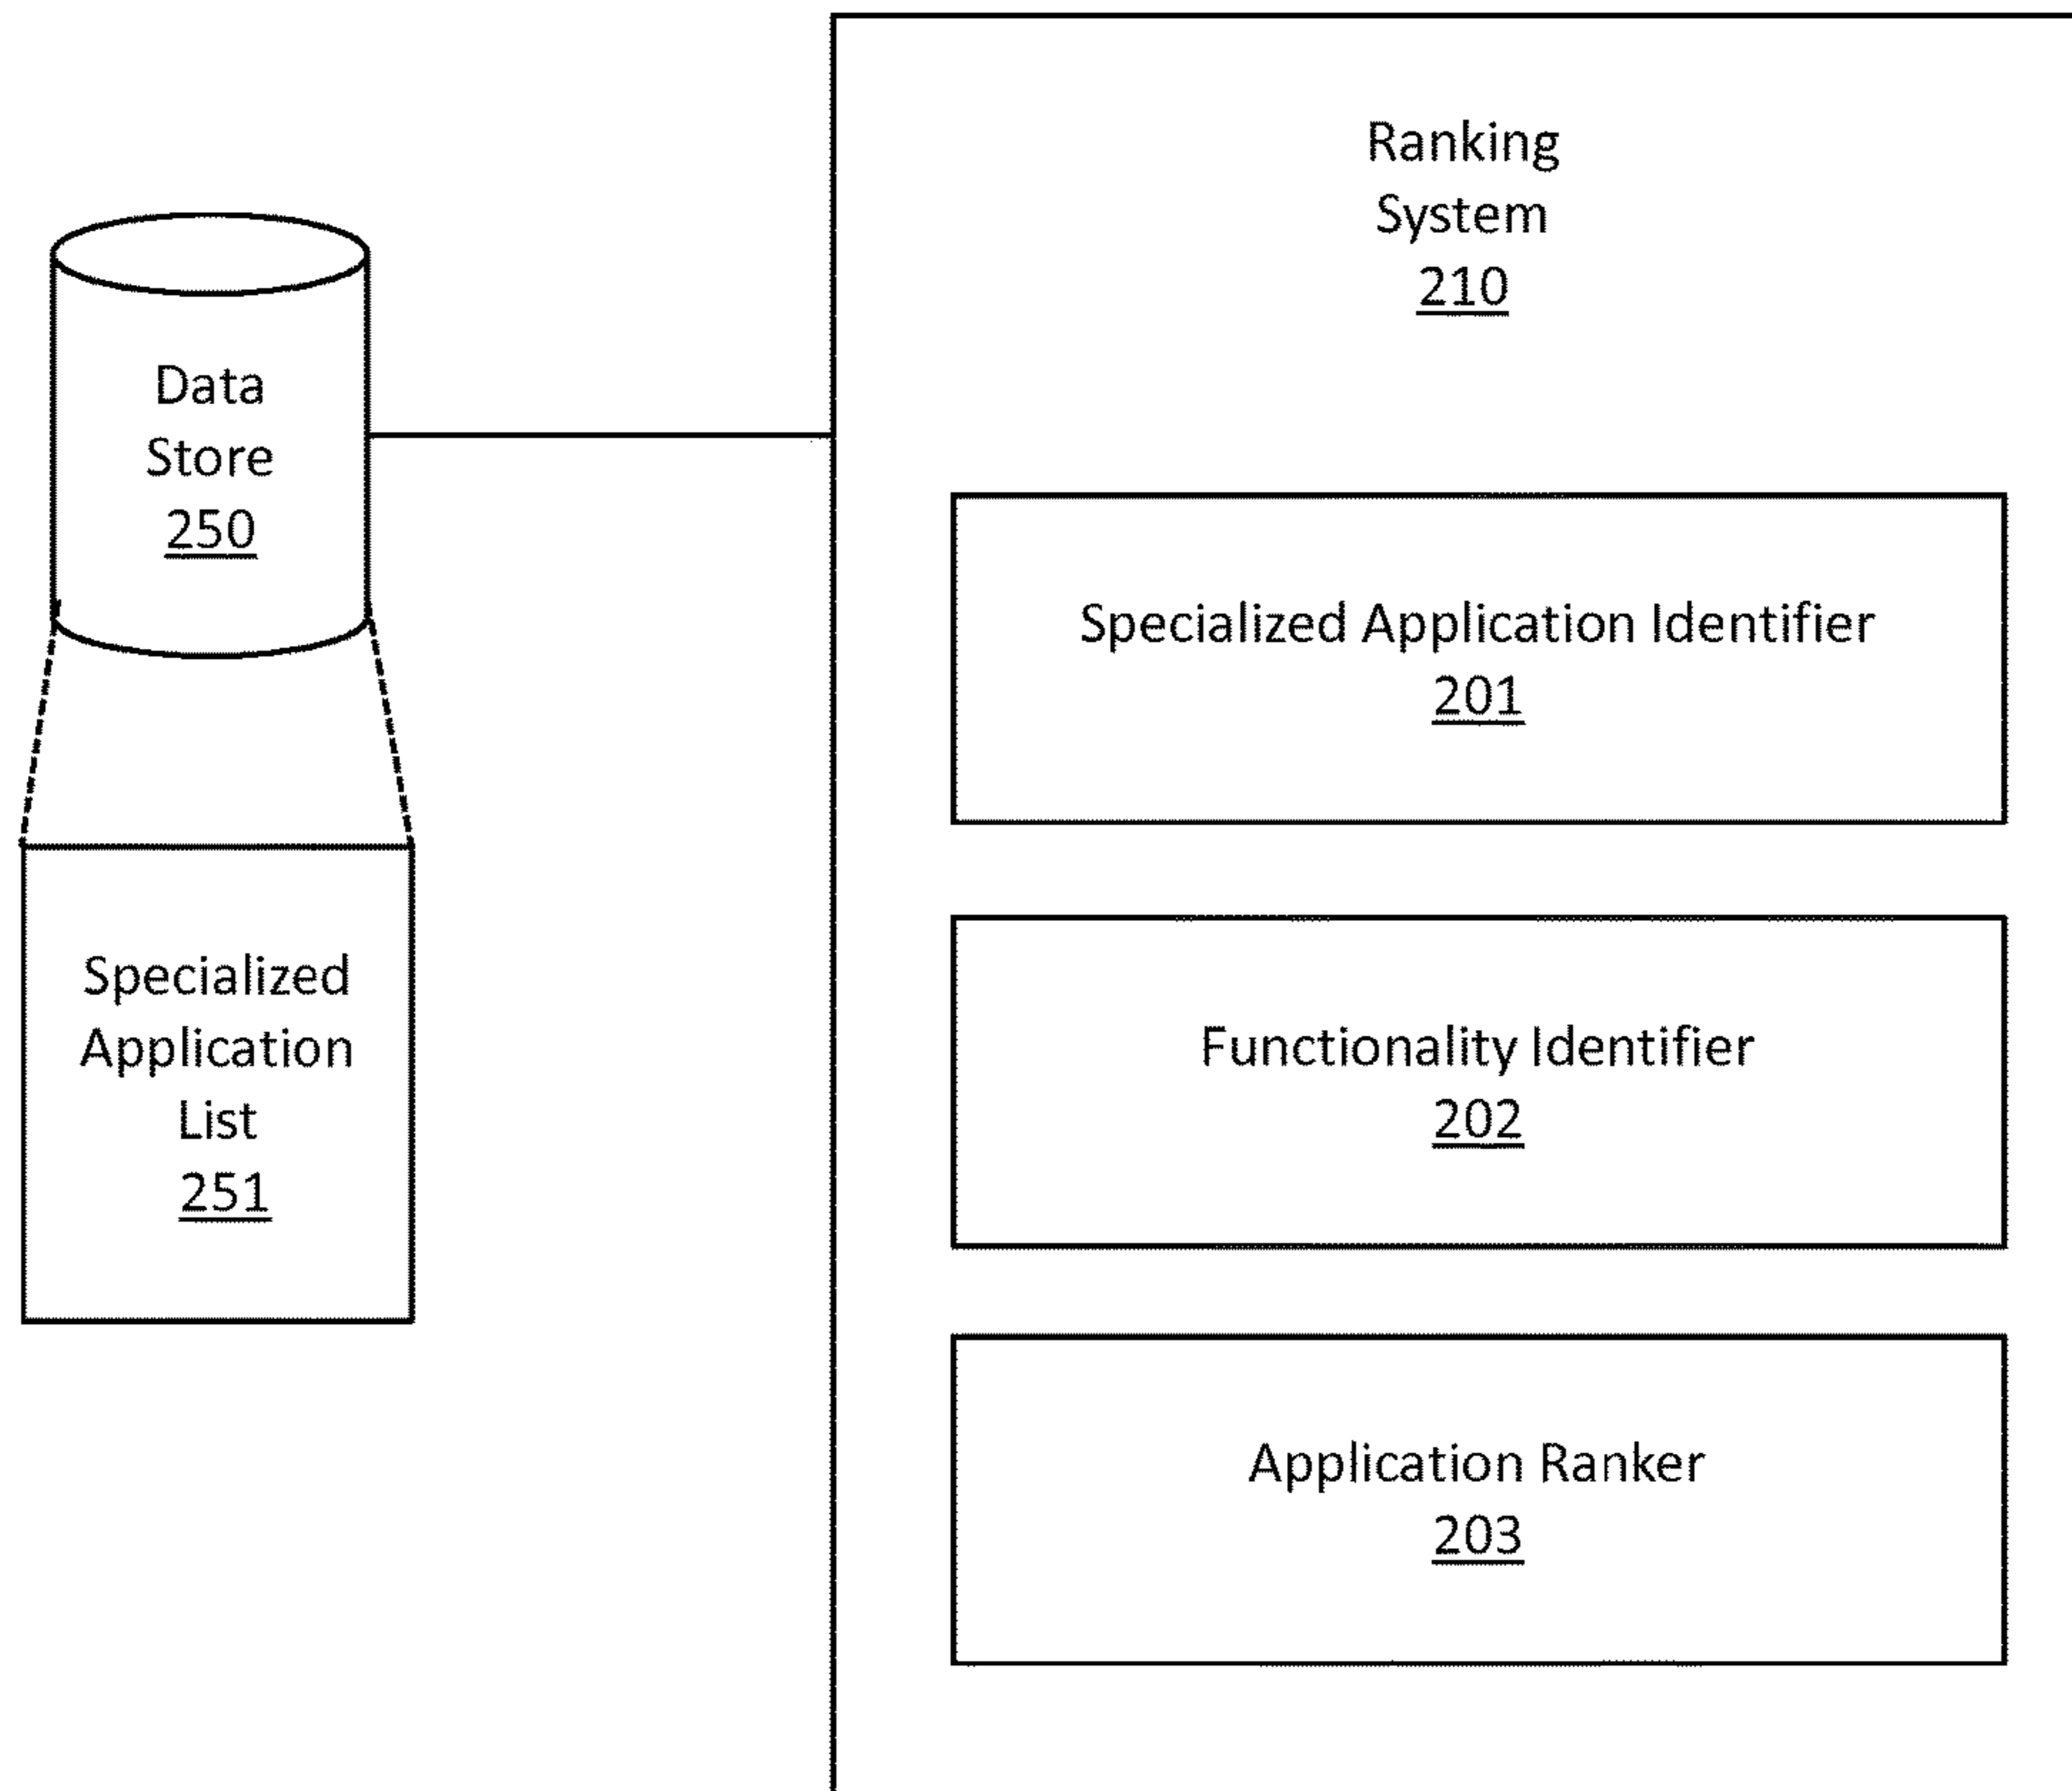 Ranking
System
210
Data
Store
250
Specialized Application Identifier
201
Specialized
Application
List
251
Functionality Identifier
202
Application Ranker
203